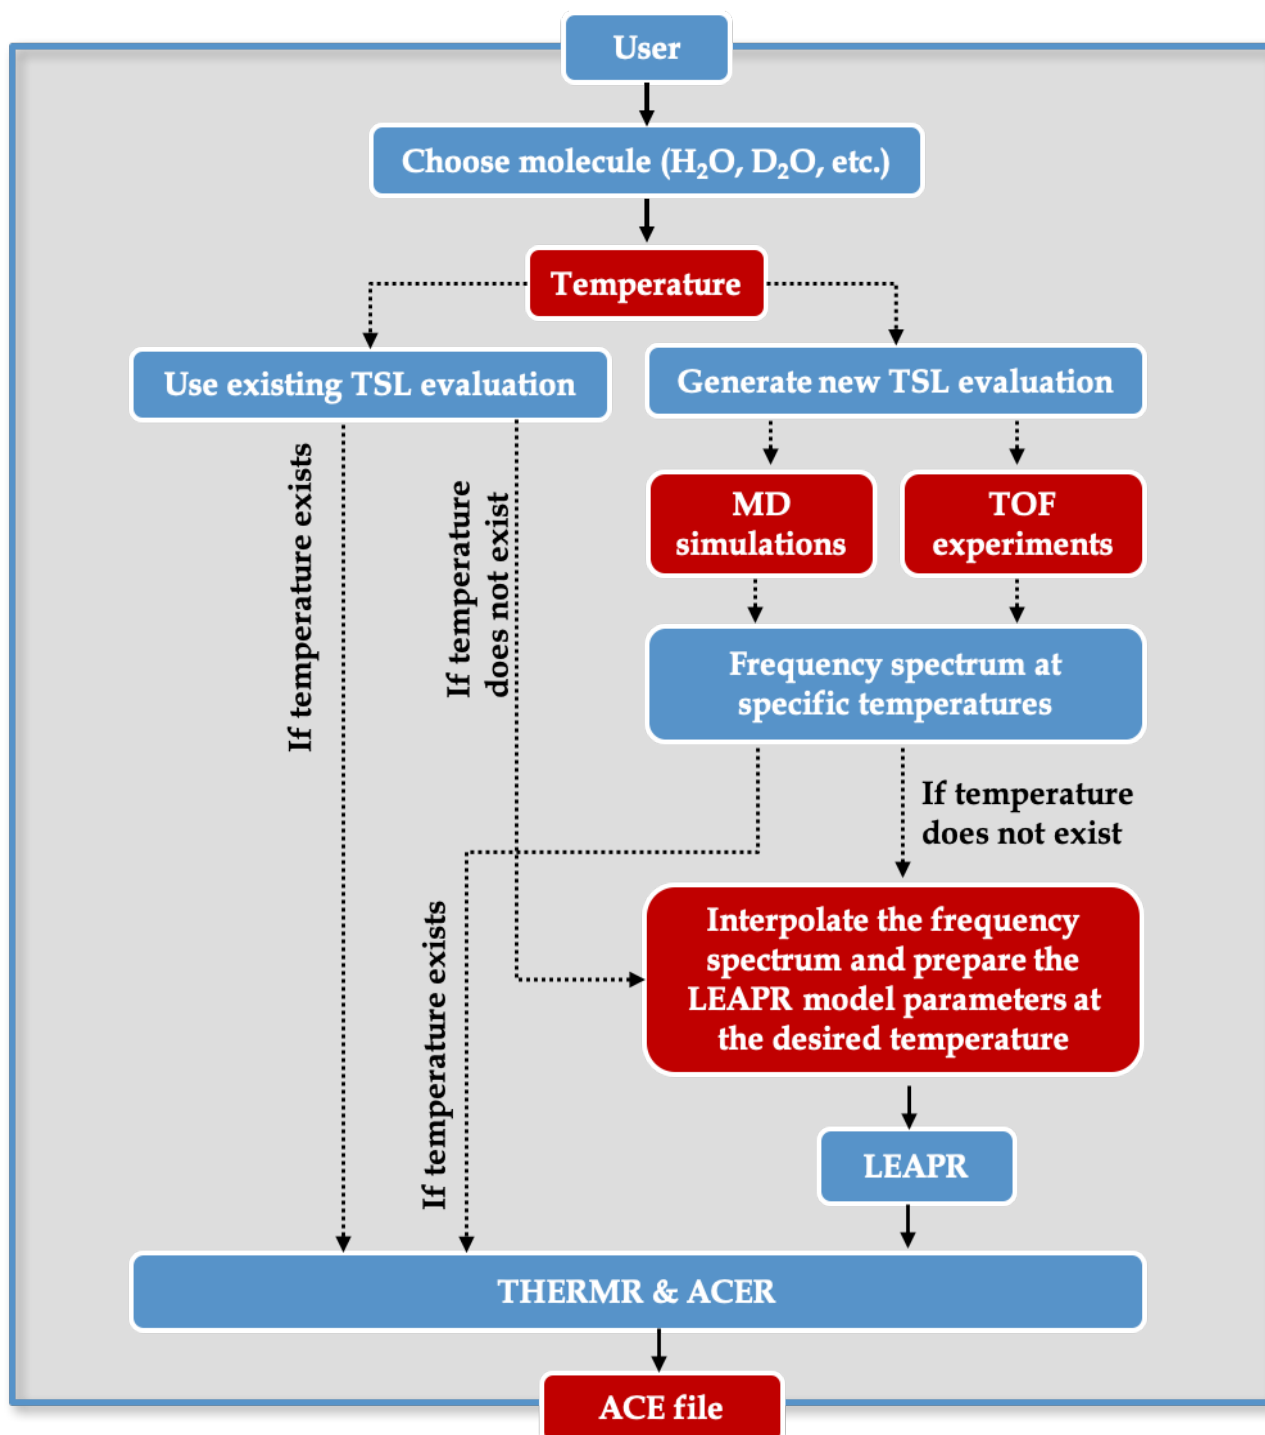 User
Choose molecule (H₂O, D₂O, etc.)
Temperature
Use existing TSL evaluation
Generate new TSL evaluation
If temperature exists
If temperature
does not exist
MD
simulations
TOF
experiments
Frequency spectrum at
specific temperatures
If temperature
does not exist
If temperature exists
Interpolate the frequency
spectrum and prepare the
LEAPR model parameters at
the desired temperature
LEAPR
THERMR & ACER
ACE file